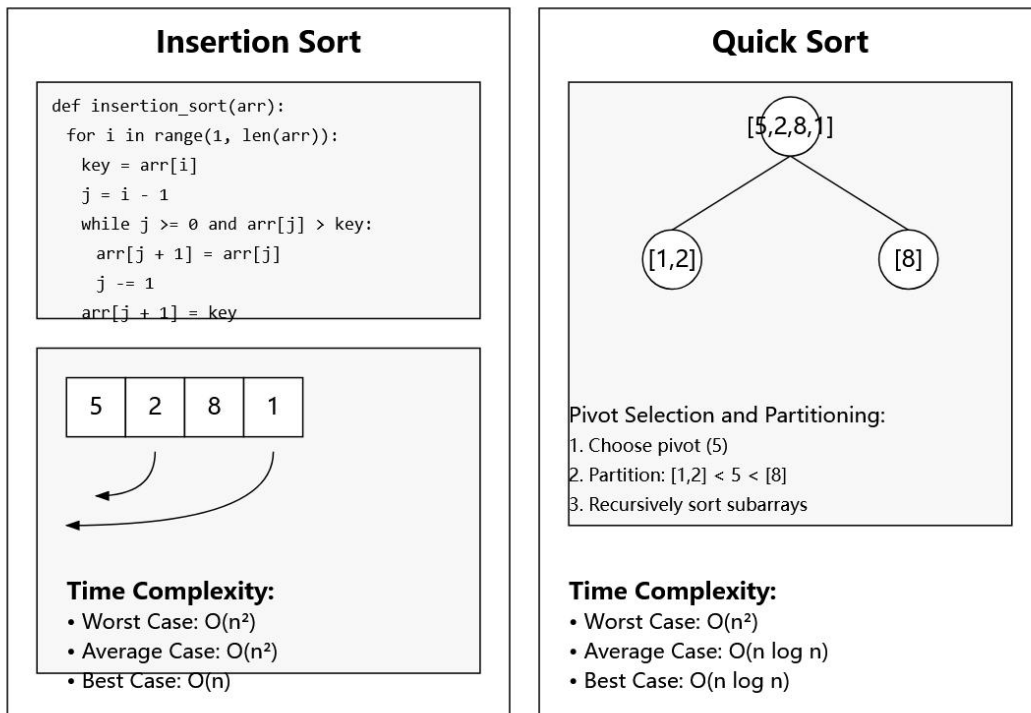 Insertion Sort
def insertion_sort(arr):
  for i in range(1, len(arr)):
    key = arr[i]
    j = i - 1
    while j >= 0 and arr[j] > key:
      arr[j + 1] = arr[j]
      j -= 1
    arr[j + 1] = key
5 2 8 1
Time Complexity:
• Worst Case: O(n²)
• Average Case: O(n²)
• Best Case: O(n)
Quick Sort
[5,2,8,1]
[1,2] [8]
Pivot Selection and Partitioning:
1. Choose pivot (5)
2. Partition: [1,2] < 5 < [8]
3. Recursively sort subarrays
Time Complexity:
• Worst Case: O(n²)
• Average Case: O(n log n)
• Best Case: O(n log n)